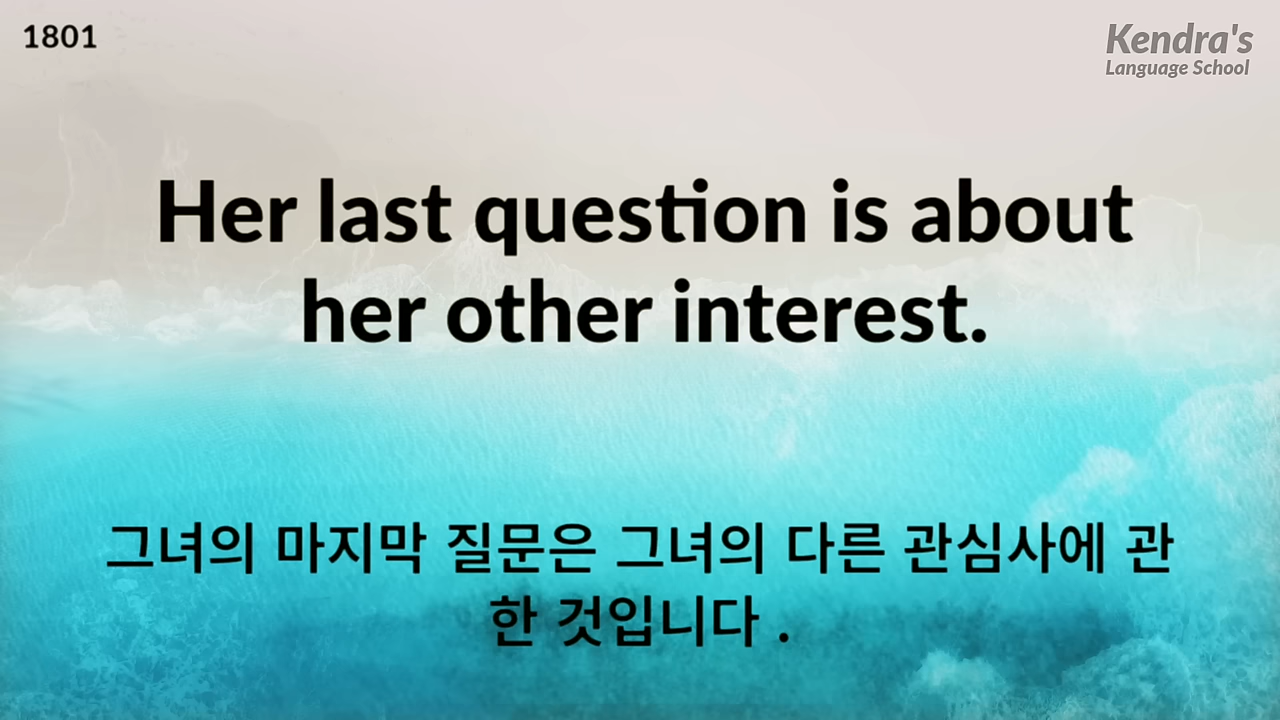 1801
Kendra's
Language School
Her last question is about
her other interest.
그녀의 마지막 질문은 그녀의 다른 관심사에 관
한 것입니다 .